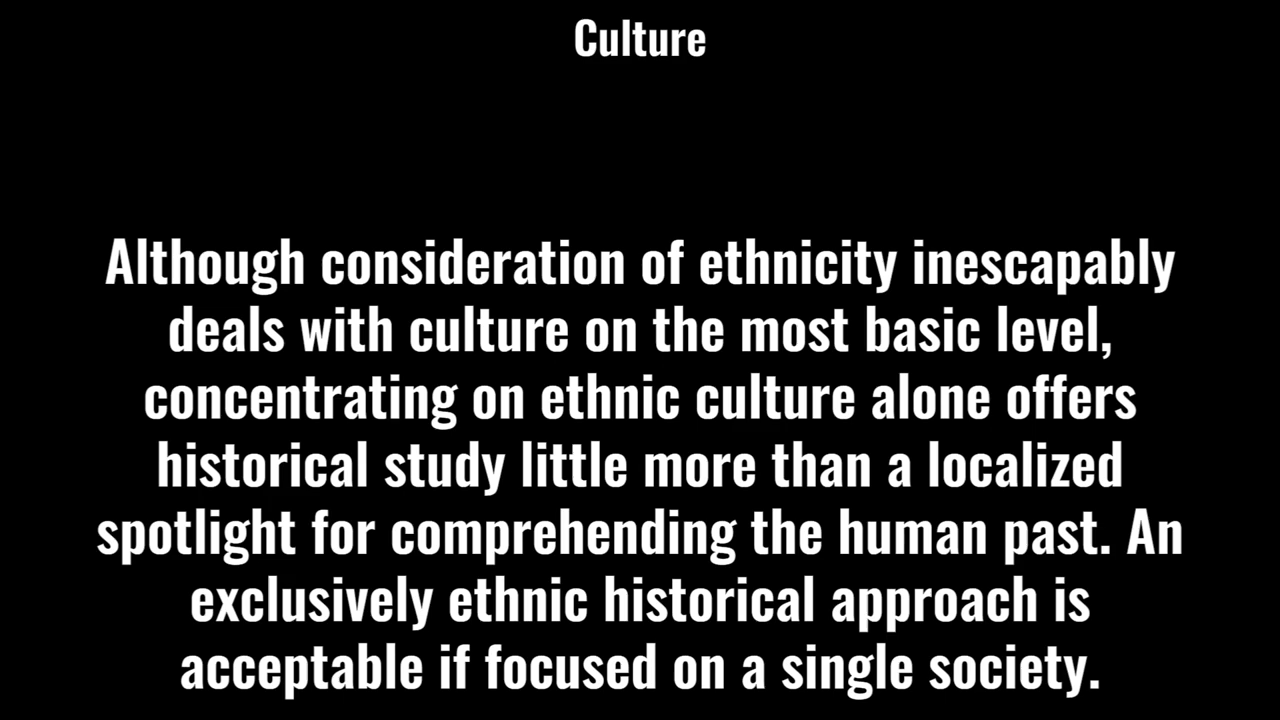 Culture
Although consideration of ethnicity inescapably
deals with culture on the most basic level,
concentrating on ethnic culture alone offers
historical study little more than a localized
spotlight for comprehending the human past. An
exclusively ethnic historical approach is
acceptable if focused on a single society.